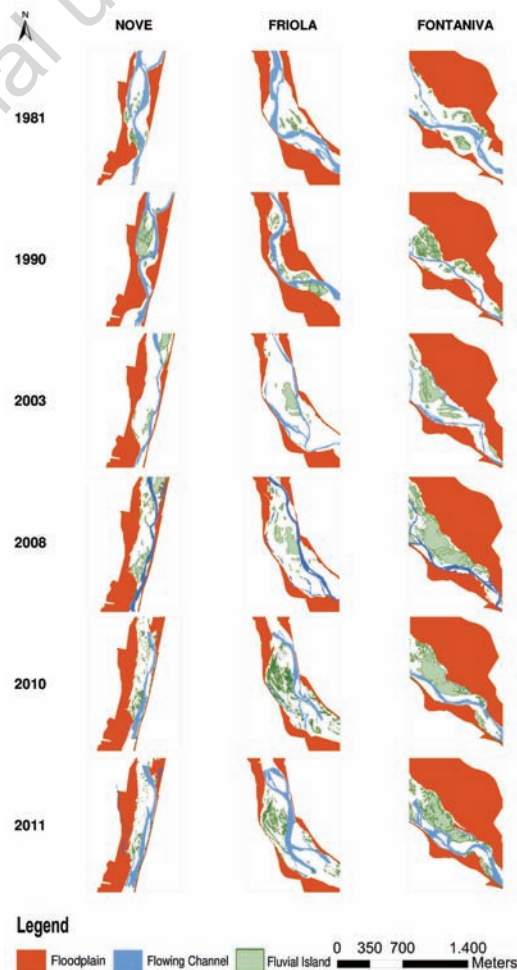 N
NOVE FRIOLA FONTANIVA
1981
1990
2003
2008
2010
2011
Legend
Floodplain Flowing Channel Fluvial Island 0 350 700 1.400 Meters